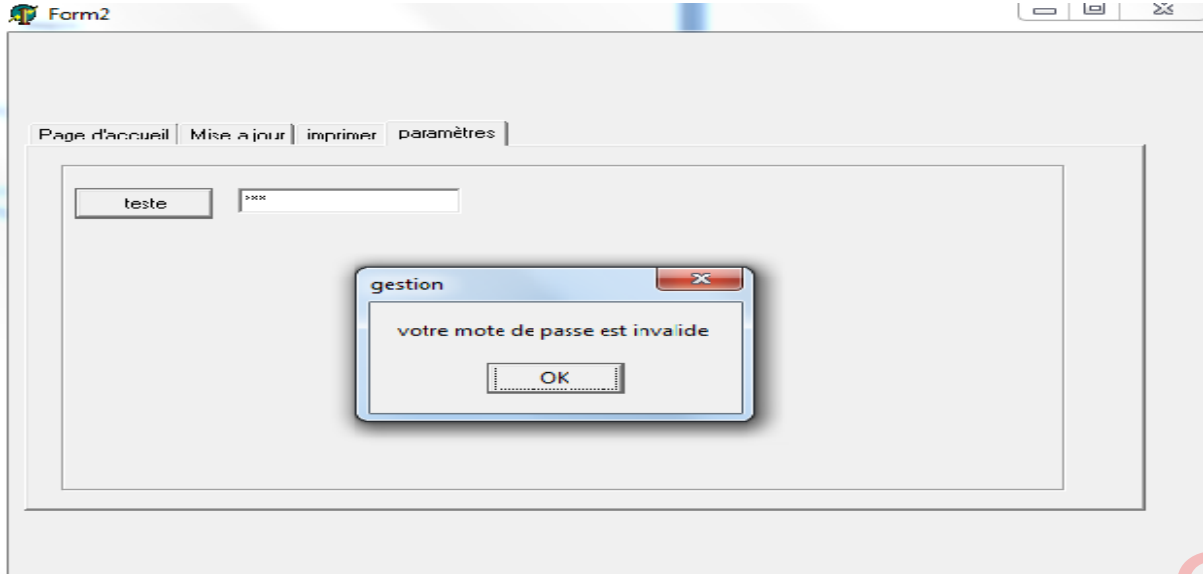 Form2
Page d'accueil Mise a jour imprimer paramètres
teste ***
gestion
votre mote de passe est invalide
OK